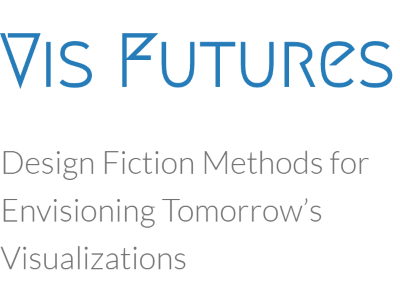 Vis Futures
Design Fiction Methods for
Envisioning Tomorrow’s
Visualizations